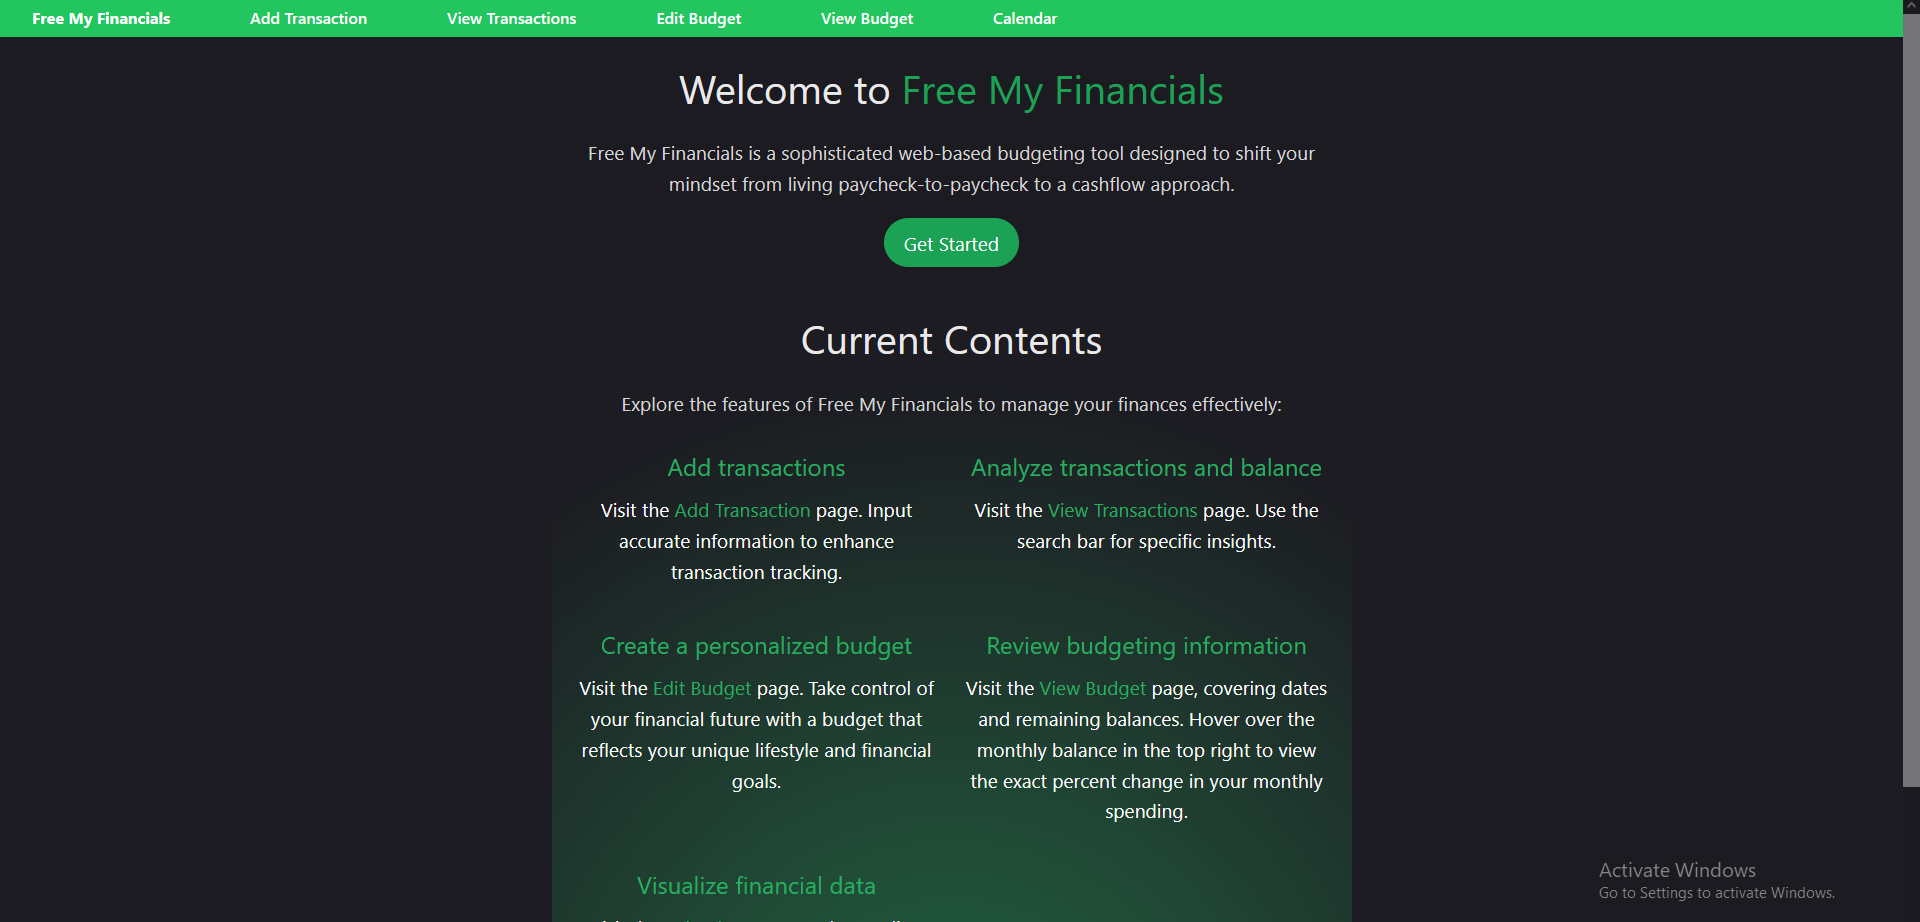 Free My Financials Add Transaction View Transactions Edit Budget View Budget Calendar
Welcome to Free My Financials
Free My Financials is a sophisticated web-based budgeting tool designed to shift your
mindset from living paycheck-to-paycheck to a cashflow approach.
Get Started
Current Contents
Explore the features of Free My Financials to manage your finances effectively:
Add transactions
Visit the Add Transaction page. Input
accurate information to enhance
transaction tracking.
Analyze transactions and balance
Visit the View Transactions page. Use the
search bar for specific insights.
Create a personalized budget
Visit the Edit Budget page. Take control of
your financial future with a budget that
reflects your unique lifestyle and financial
goals.
Review budgeting information
Visit the View Budget page, covering dates
and remaining balances. Hover over the
monthly balance in the top right to view
the exact percent change in your monthly
spending.
Visualize financial data
Activate Windows
Go to Settings to activate Windows.